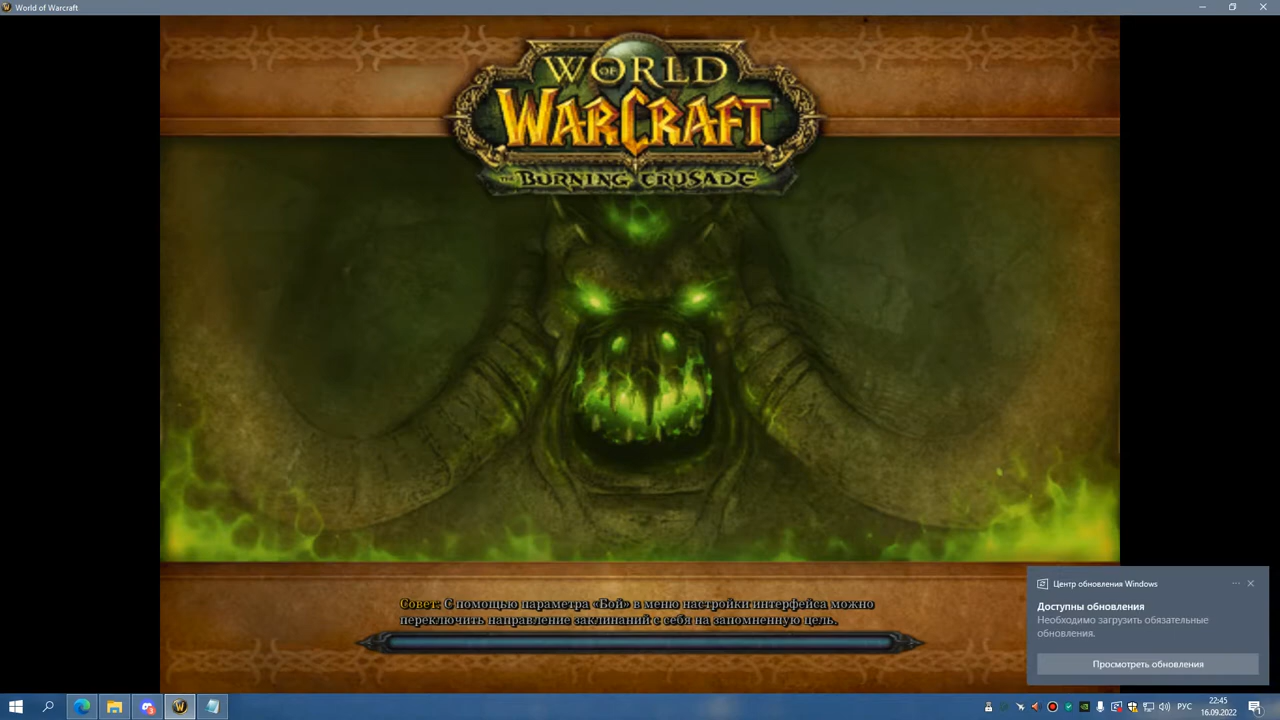 World of Warcraft
WORLD
OF
WARCRAFT
THE BURNING CRUSADE
Совет: С помощью параметра «Бой» в меню настройки интерфейса можно
переключить направление заклинаний с себя на запомненную цель.
Центр обновления Windows
Доступны обновления
Необходимо загрузить обязательные
обновления.
Просмотреть обновления
РУС
22:45
16.09.2022